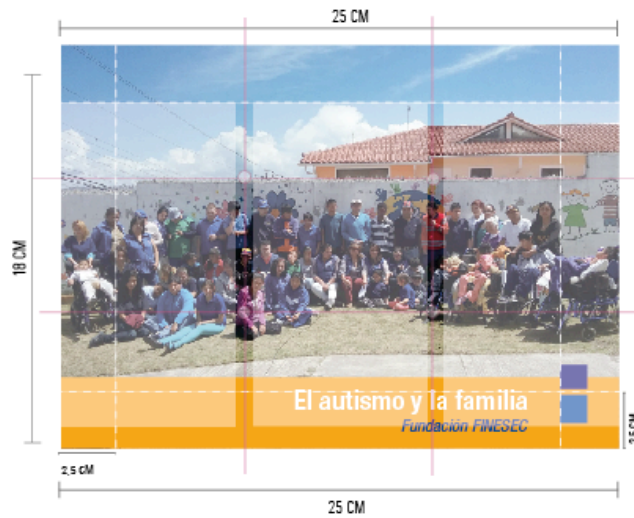 25 CM
18 CM
El autismo y la familia
Fundación FINESEC
2,5 CM
25 CM